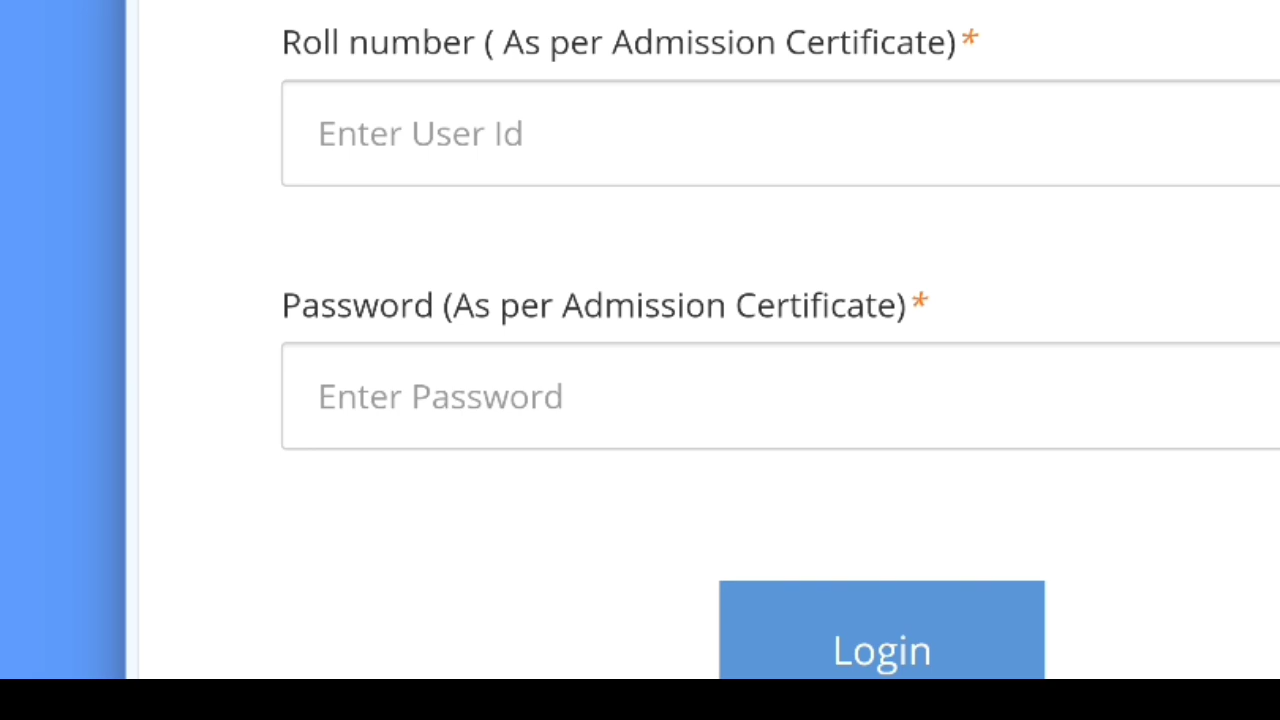 Roll number ( As per Admission Certificate)*
Enter User Id
Password (As per Admission Certificate)*
Enter Password
Login